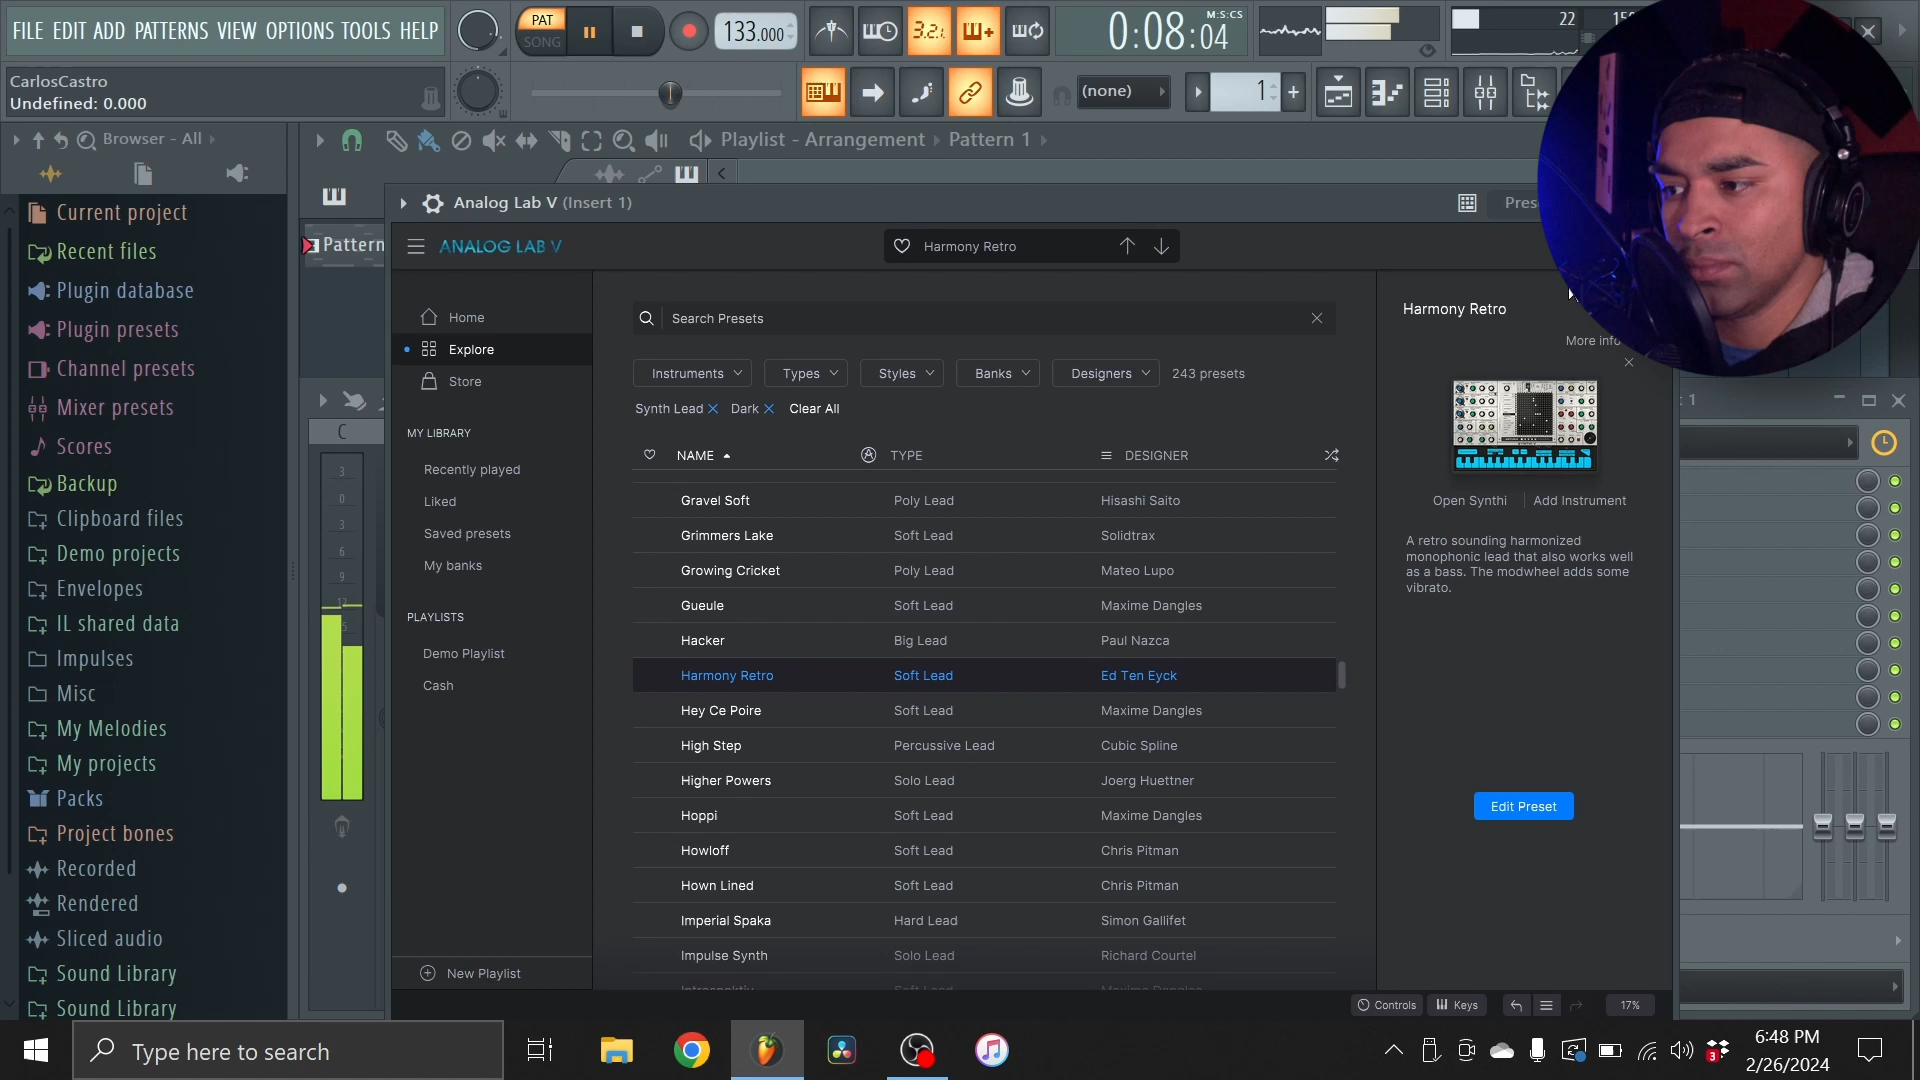 FILE EDIT ADD PATTERNS VIEW OPTIONS TOOLS HELP
PAT
SONG
133.000
3.2.
0:08:04
M:S:CS
22
CarlosCastro
Undefined: 0.000
(none)
1
Browser - All
Playlist - Arrangement
Pattern 1
Current project
Recent files
Plugin database
Plugin presets
Channel presets
Mixer presets
Scores
Backup
Clipboard files
Demo projects
Envelopes
IL shared data
Impulses
Misc
My Melodies
My projects
Packs
Project bones
Recorded
Rendered
Sliced audio
Sound Library
Sound Library
Pattern
C
3
0
3
6
9
Analog Lab V (Insert 1)
ANALOG LAB V
Harmony Retro
Home
Explore
Store
MY LIBRARY
Recently played
Liked
Saved presets
My banks
PLAYLISTS
Demo Playlist
Cash
New Playlist
Search Presets
Instruments
Types
Styles
Banks
Designers
243 presets
Synth Lead
Dark
Clear All
NAME
TYPE
DESIGNER
Gravel Soft Poly Lead Hisashi Saito
Grimmers Lake Soft Lead Solidtrax
Growing Cricket Poly Lead Mateo Lupo
Gueule Soft Lead Maxime Dangles
Hacker Big Lead Paul Nazca
Harmony Retro Soft Lead Ed Ten Eyck
Hey Ce Poire Soft Lead Maxime Dangles
High Step Percussive Lead Cubic Spline
Higher Powers Solo Lead Joerg Huettner
Hoppi Soft Lead Maxime Dangles
Howloff Soft Lead Chris Pitman
Hown Lined Soft Lead Chris Pitman
Imperial Spaka Hard Lead Simon Gallifet
Impulse Synth Solo Lead Richard Courtel
Harmony Retro
More info
Open Synthi
Add Instrument
A retro sounding harmonized
monophonic lead that also works well
as a bass. The modwheel adds some
vibrato.
Edit Preset
Controls
Keys
17%
Type here to search
3
6:48 PM
2/26/2024